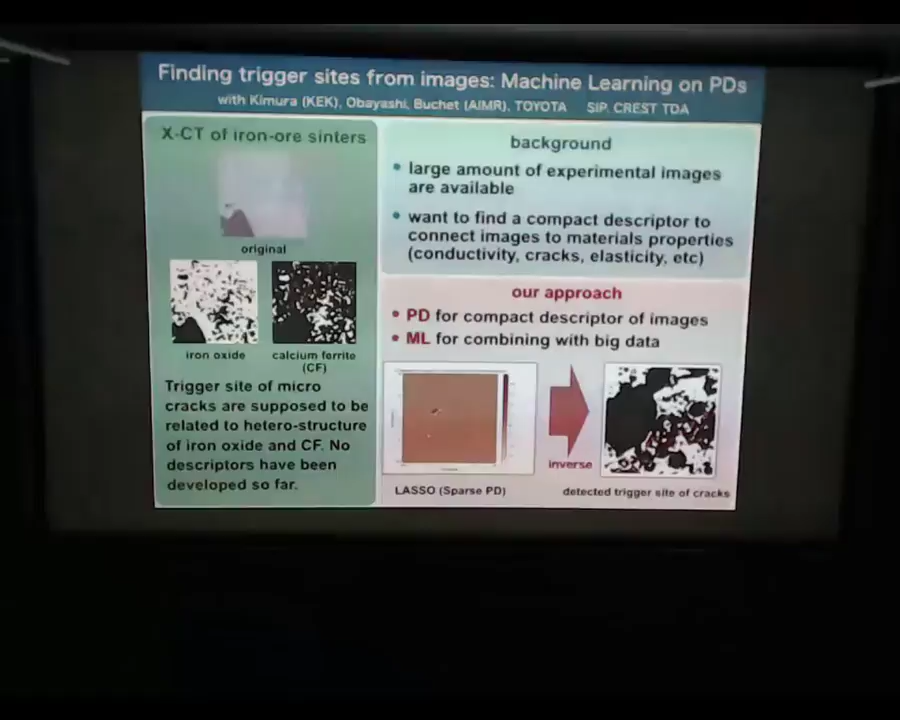 Finding trigger sites from images: Machine Learning on PDs
with Kimura (KEK), Obayashi, Buchet (AIMR), TOYOTA SIP, CREST TDA
X-CT of iron-ore sinters
original
iron oxide
calcium ferrite
(CF)
Trigger site of micro
cracks are supposed to be
related to hetero-structure
of iron oxide and CF. No
descriptors have been
developed so far.
background
• large amount of experimental images
are available
• want to find a compact descriptor to
connect images to materials properties
(conductivity, cracks, elasticity, etc)
our approach
• PD for compact descriptor of images
• ML for combining with big data
inverse
LASSO (Sparse PD)
detected trigger site of cracks